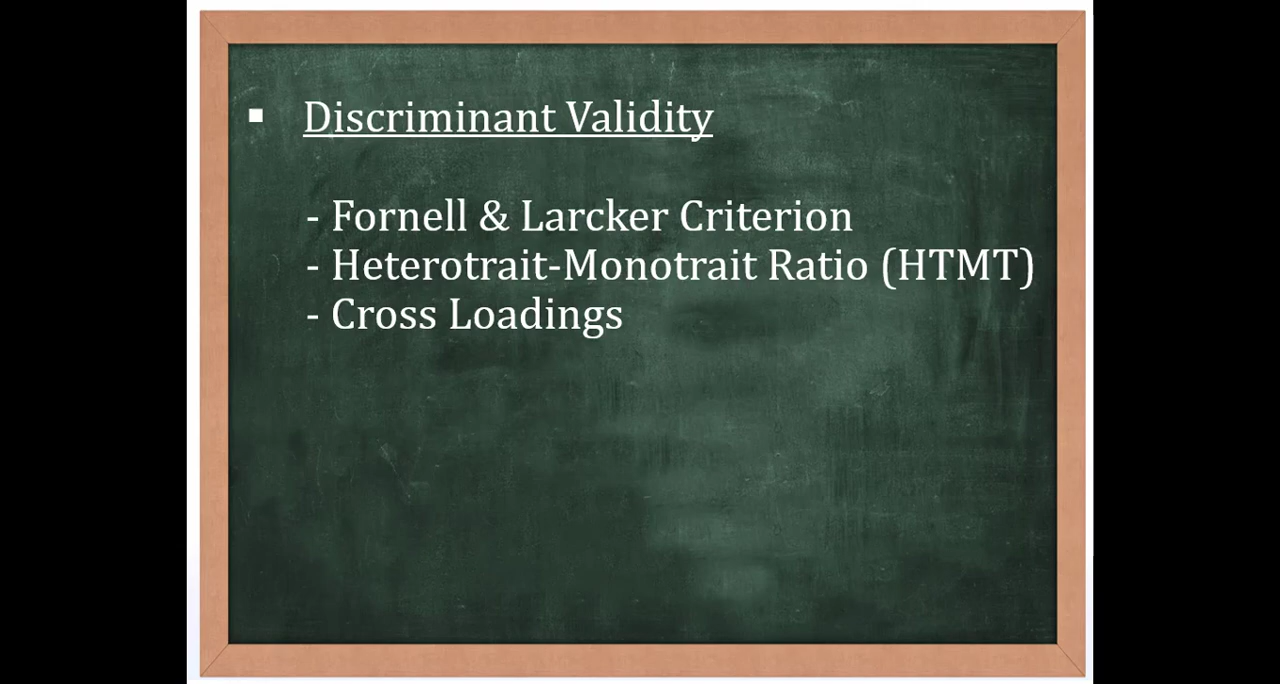 ▪ Discriminant Validity
- Fornell & Larcker Criterion
- Heterotrait-Monotrait Ratio (HTMT)
- Cross Loadings